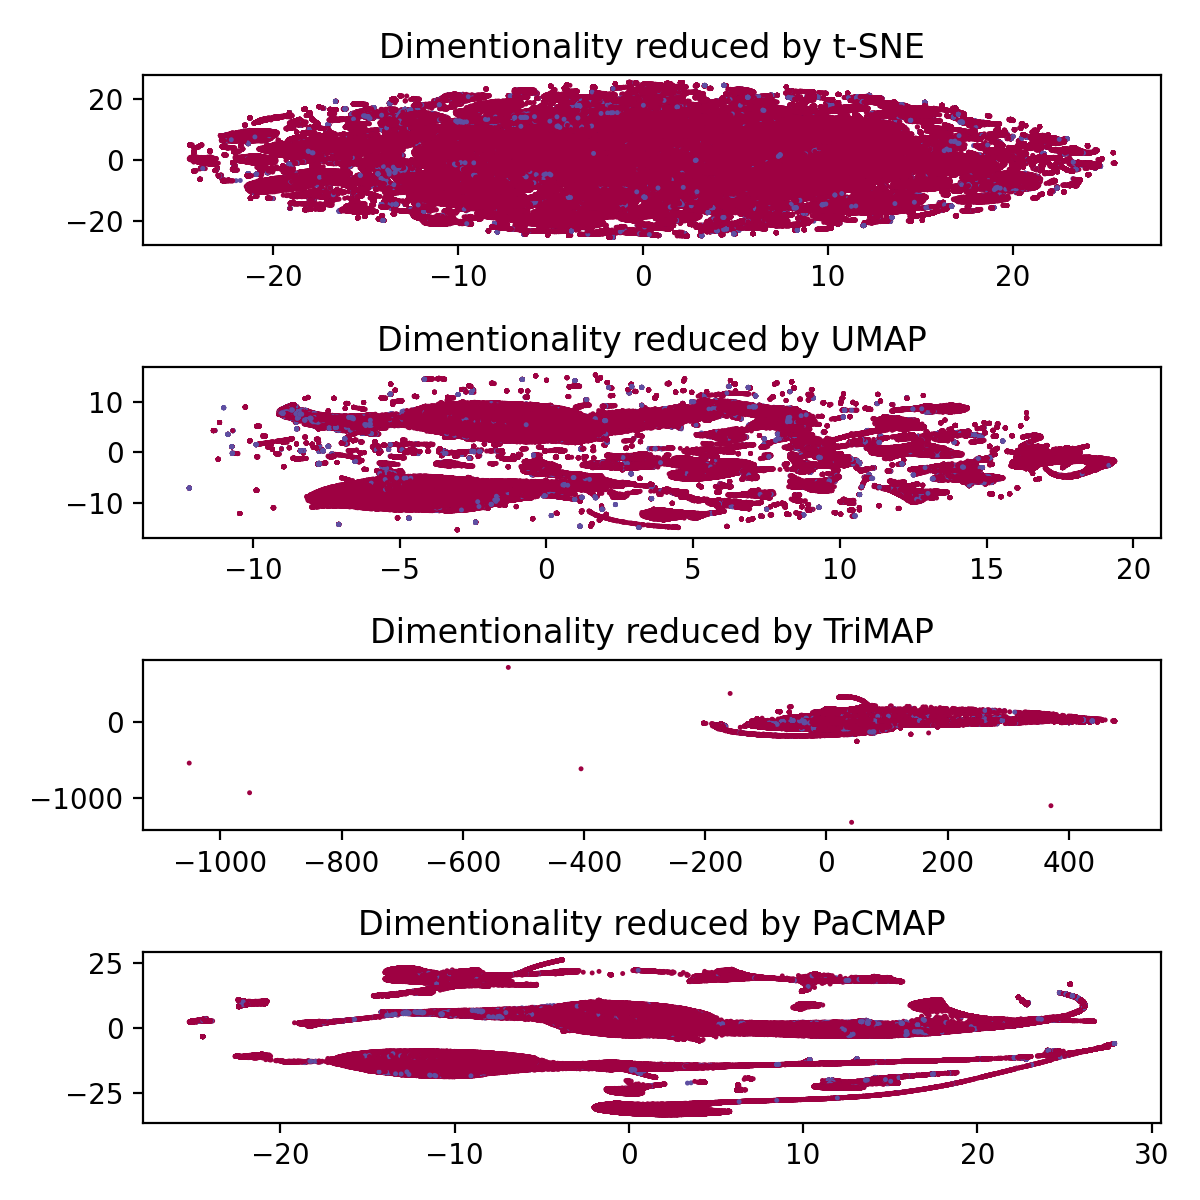 Dimentionality reduced by t-SNE
20
0
−20
−20 −10 0 10 20
Dimentionality reduced by UMAP
10
0
−10
−10 −5 0 5 10 15 20
Dimentionality reduced by TriMAP
0
−1000
−1000 −800 −600 −400 −200 0 200 400
Dimentionality reduced by PaCMAP
25
0
−25
−20 −10 0 10 20 30